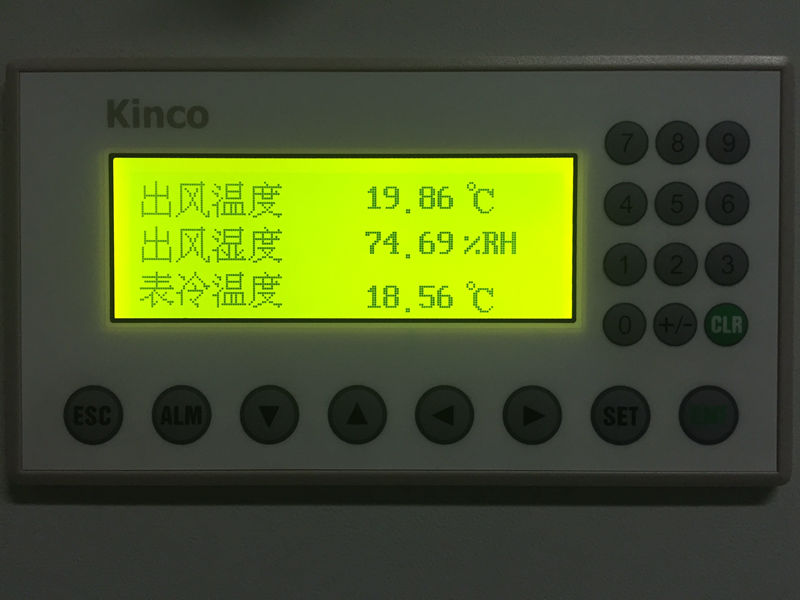 Kinco
出风温度 19.86 ℃
出风湿度 74.69 %RH
表冷温度 18.56 ℃
7 8 9
4 5 6
1 2 3
0 +/- CLR
ESC ALM ▼ ▲ ◀ ▶ SET